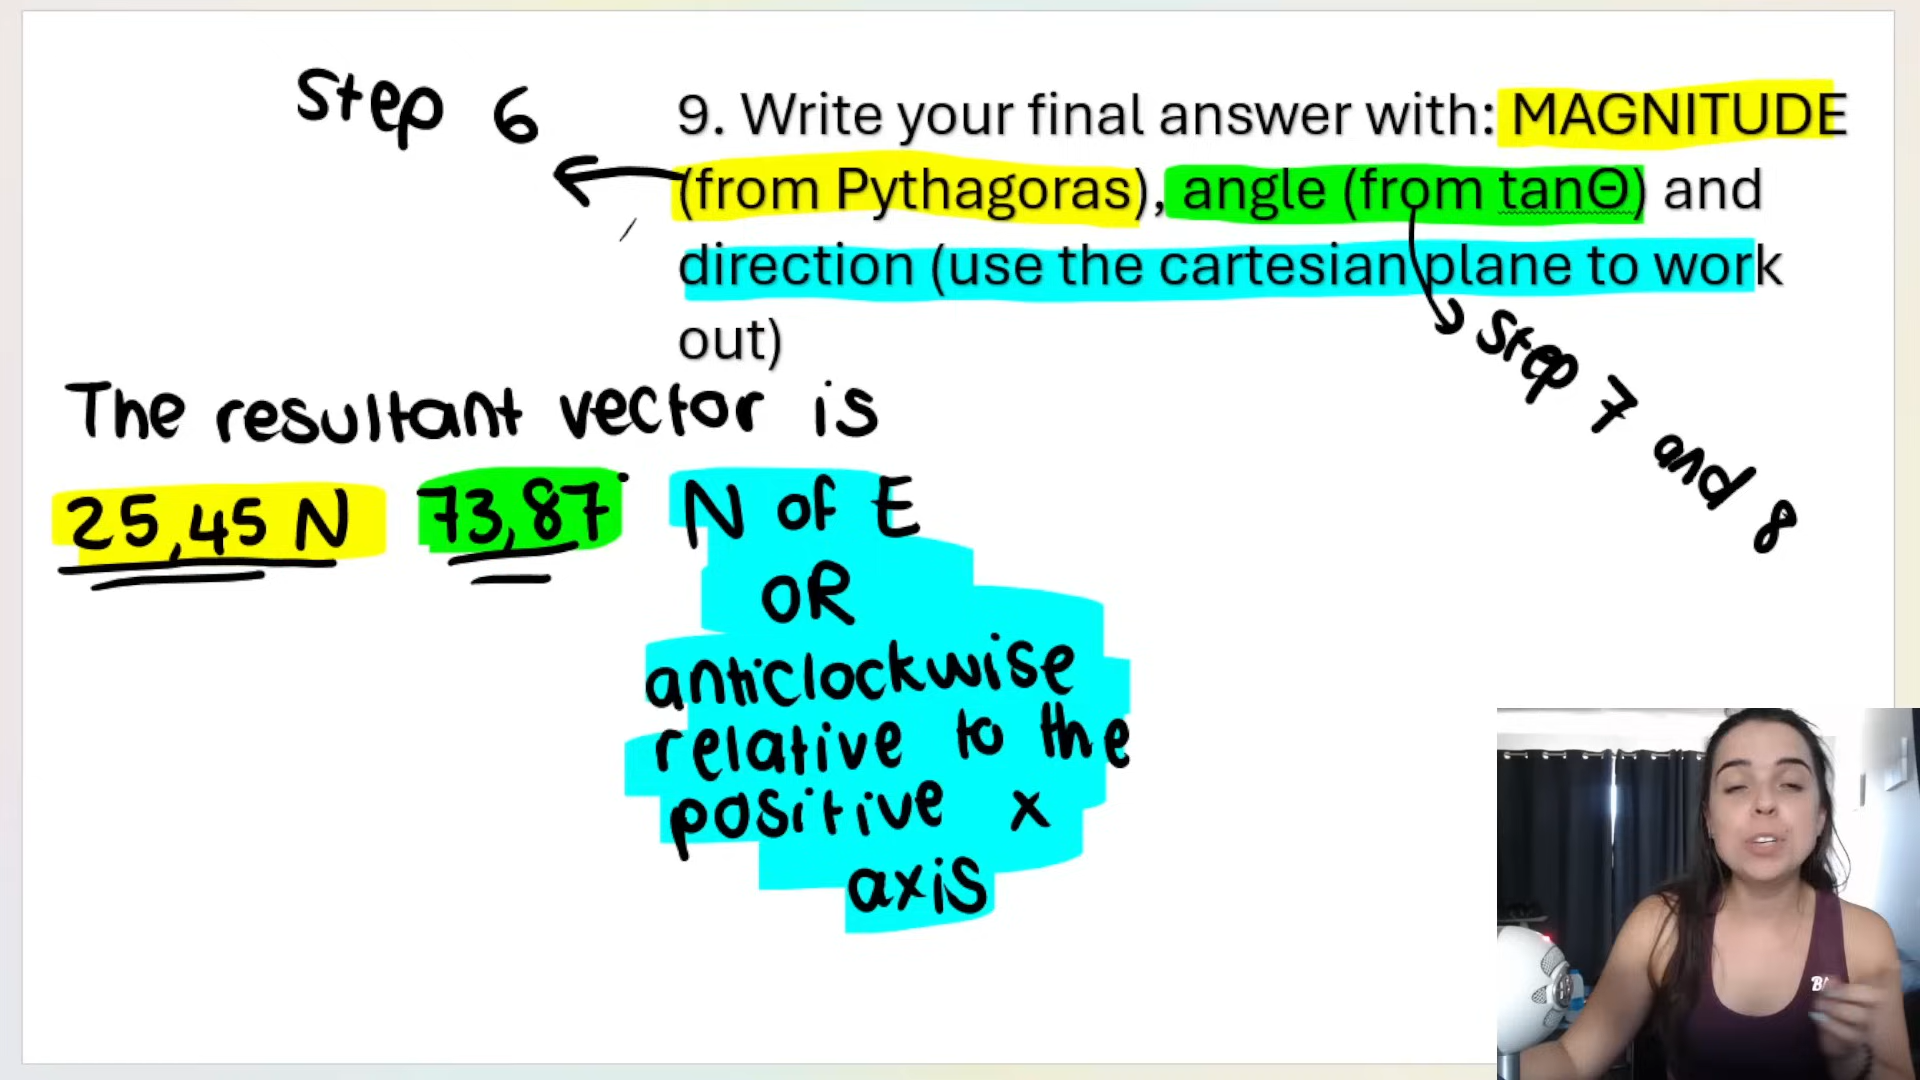 Step 6
9. Write your final answer with: MAGNITUDE
(from Pythagoras), angle (from tanΘ) and
direction (use the cartesian plane to work
out)
Step 7 and 8
The resultant vector is
25,45 N 73,87° N of E
OR
anticlockwise
relative to the
positive x
axis